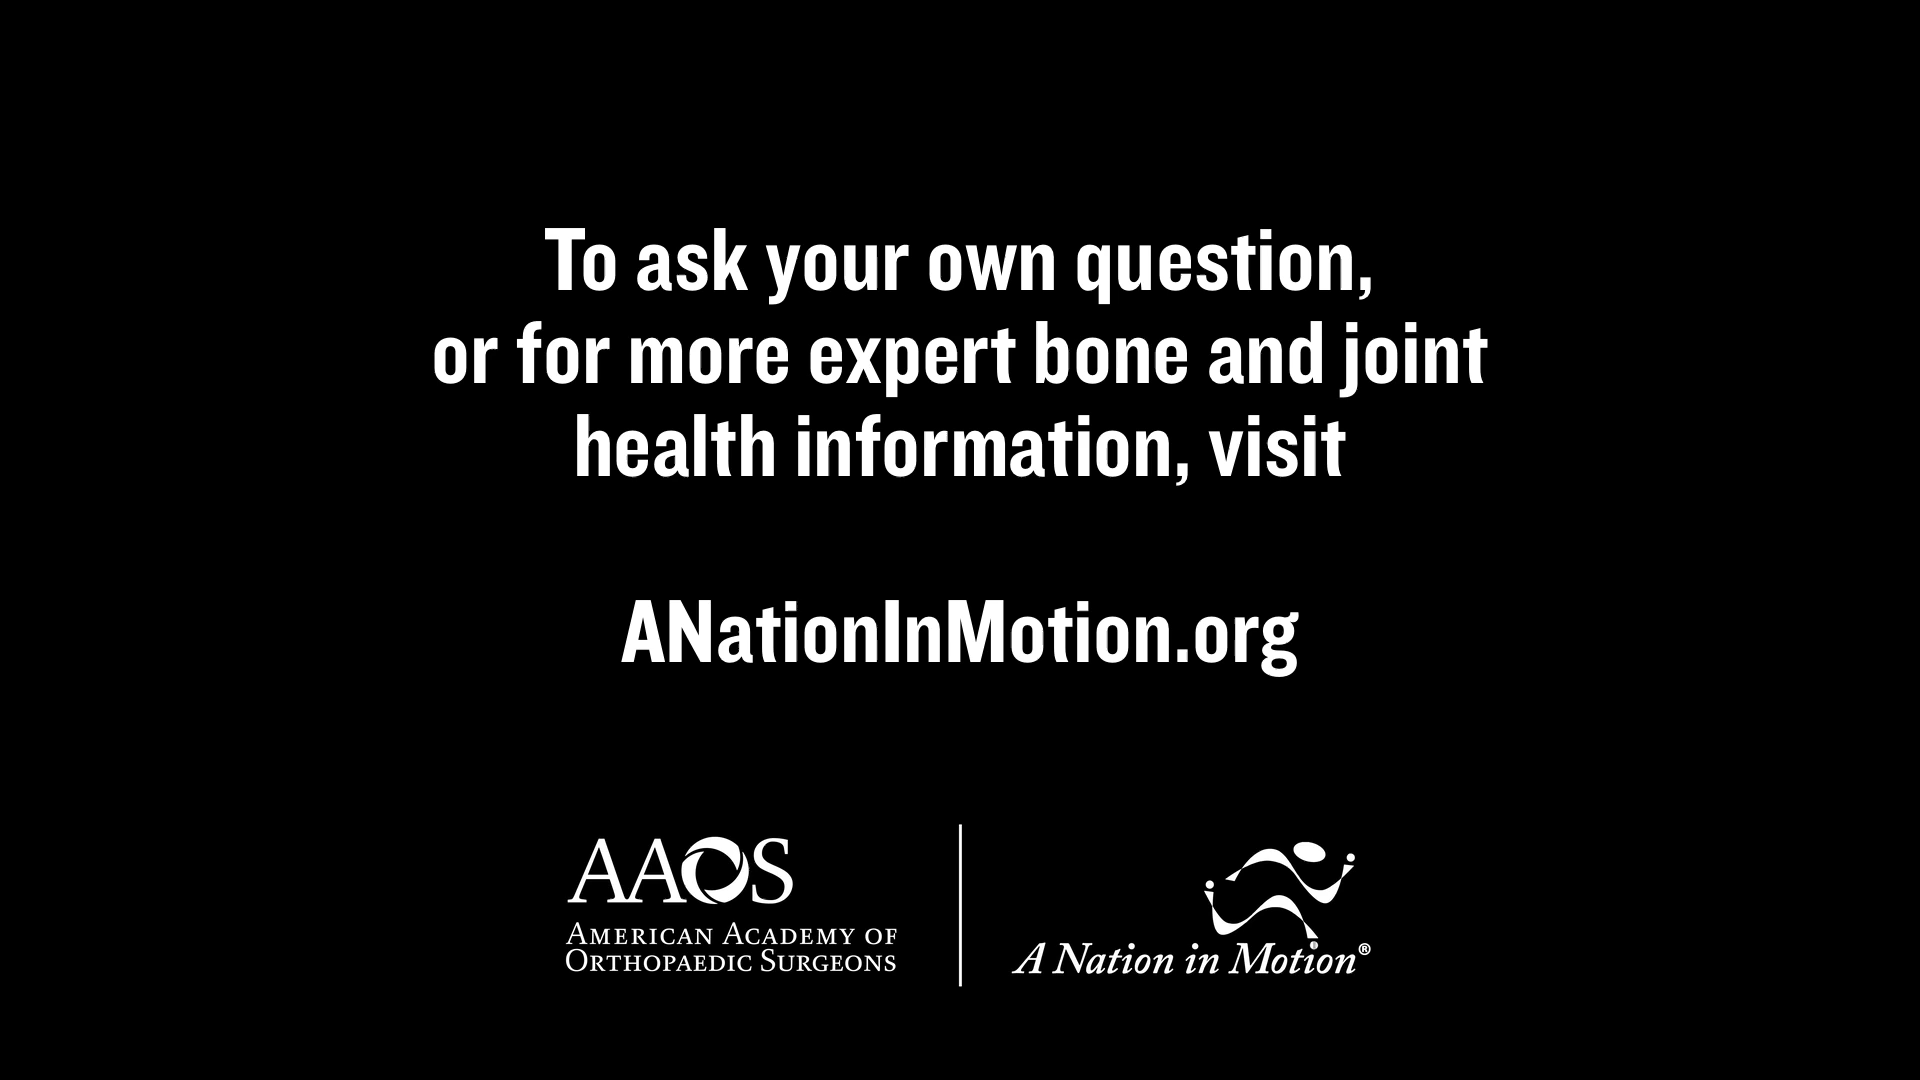 To ask your own question,
or for more expert bone and joint
health information, visit
ANationInMotion.org
AAOS
American Academy of
Orthopaedic Surgeons
A Nation in Motion®